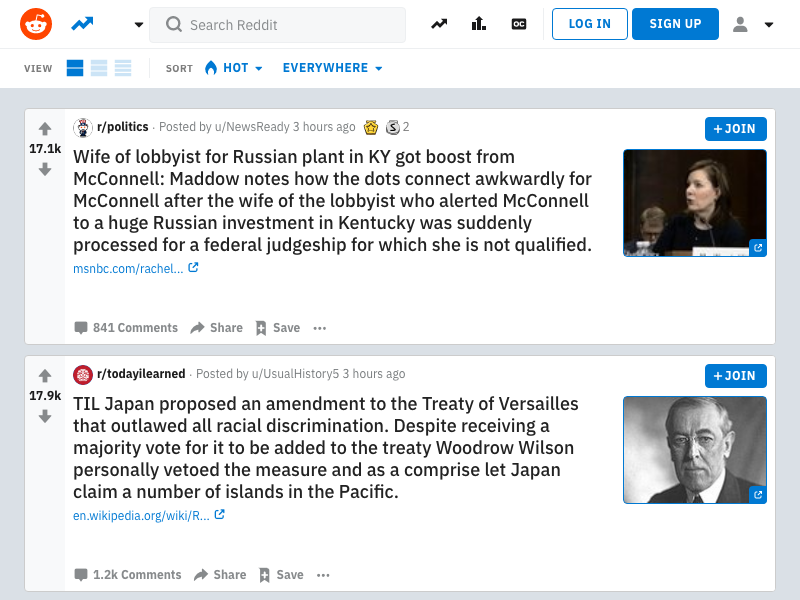 Search Reddit
OC
LOG IN
SIGN UP
VIEW
SORT
HOT
EVERYWHERE
r/politics · Posted by u/NewsReady 3 hours ago
S 2
+ JOIN
17.1k
Wife of lobbyist for Russian plant in KY got boost from
McConnell: Maddow notes how the dots connect awkwardly for
McConnell after the wife of the lobbyist who alerted McConnell
to a huge Russian investment in Kentucky was suddenly
processed for a federal judgeship for which she is not qualified.
msnbc.com/rachel...
841 Comments
Share
Save
r/todayilearned · Posted by u/UsualHistory5 3 hours ago
+ JOIN
17.9k
TIL Japan proposed an amendment to the Treaty of Versailles
that outlawed all racial discrimination. Despite receiving a
majority vote for it to be added to the treaty Woodrow Wilson
personally vetoed the measure and as a comprise let Japan
claim a number of islands in the Pacific.
en.wikipedia.org/wiki/R...
1.2k Comments
Share
Save